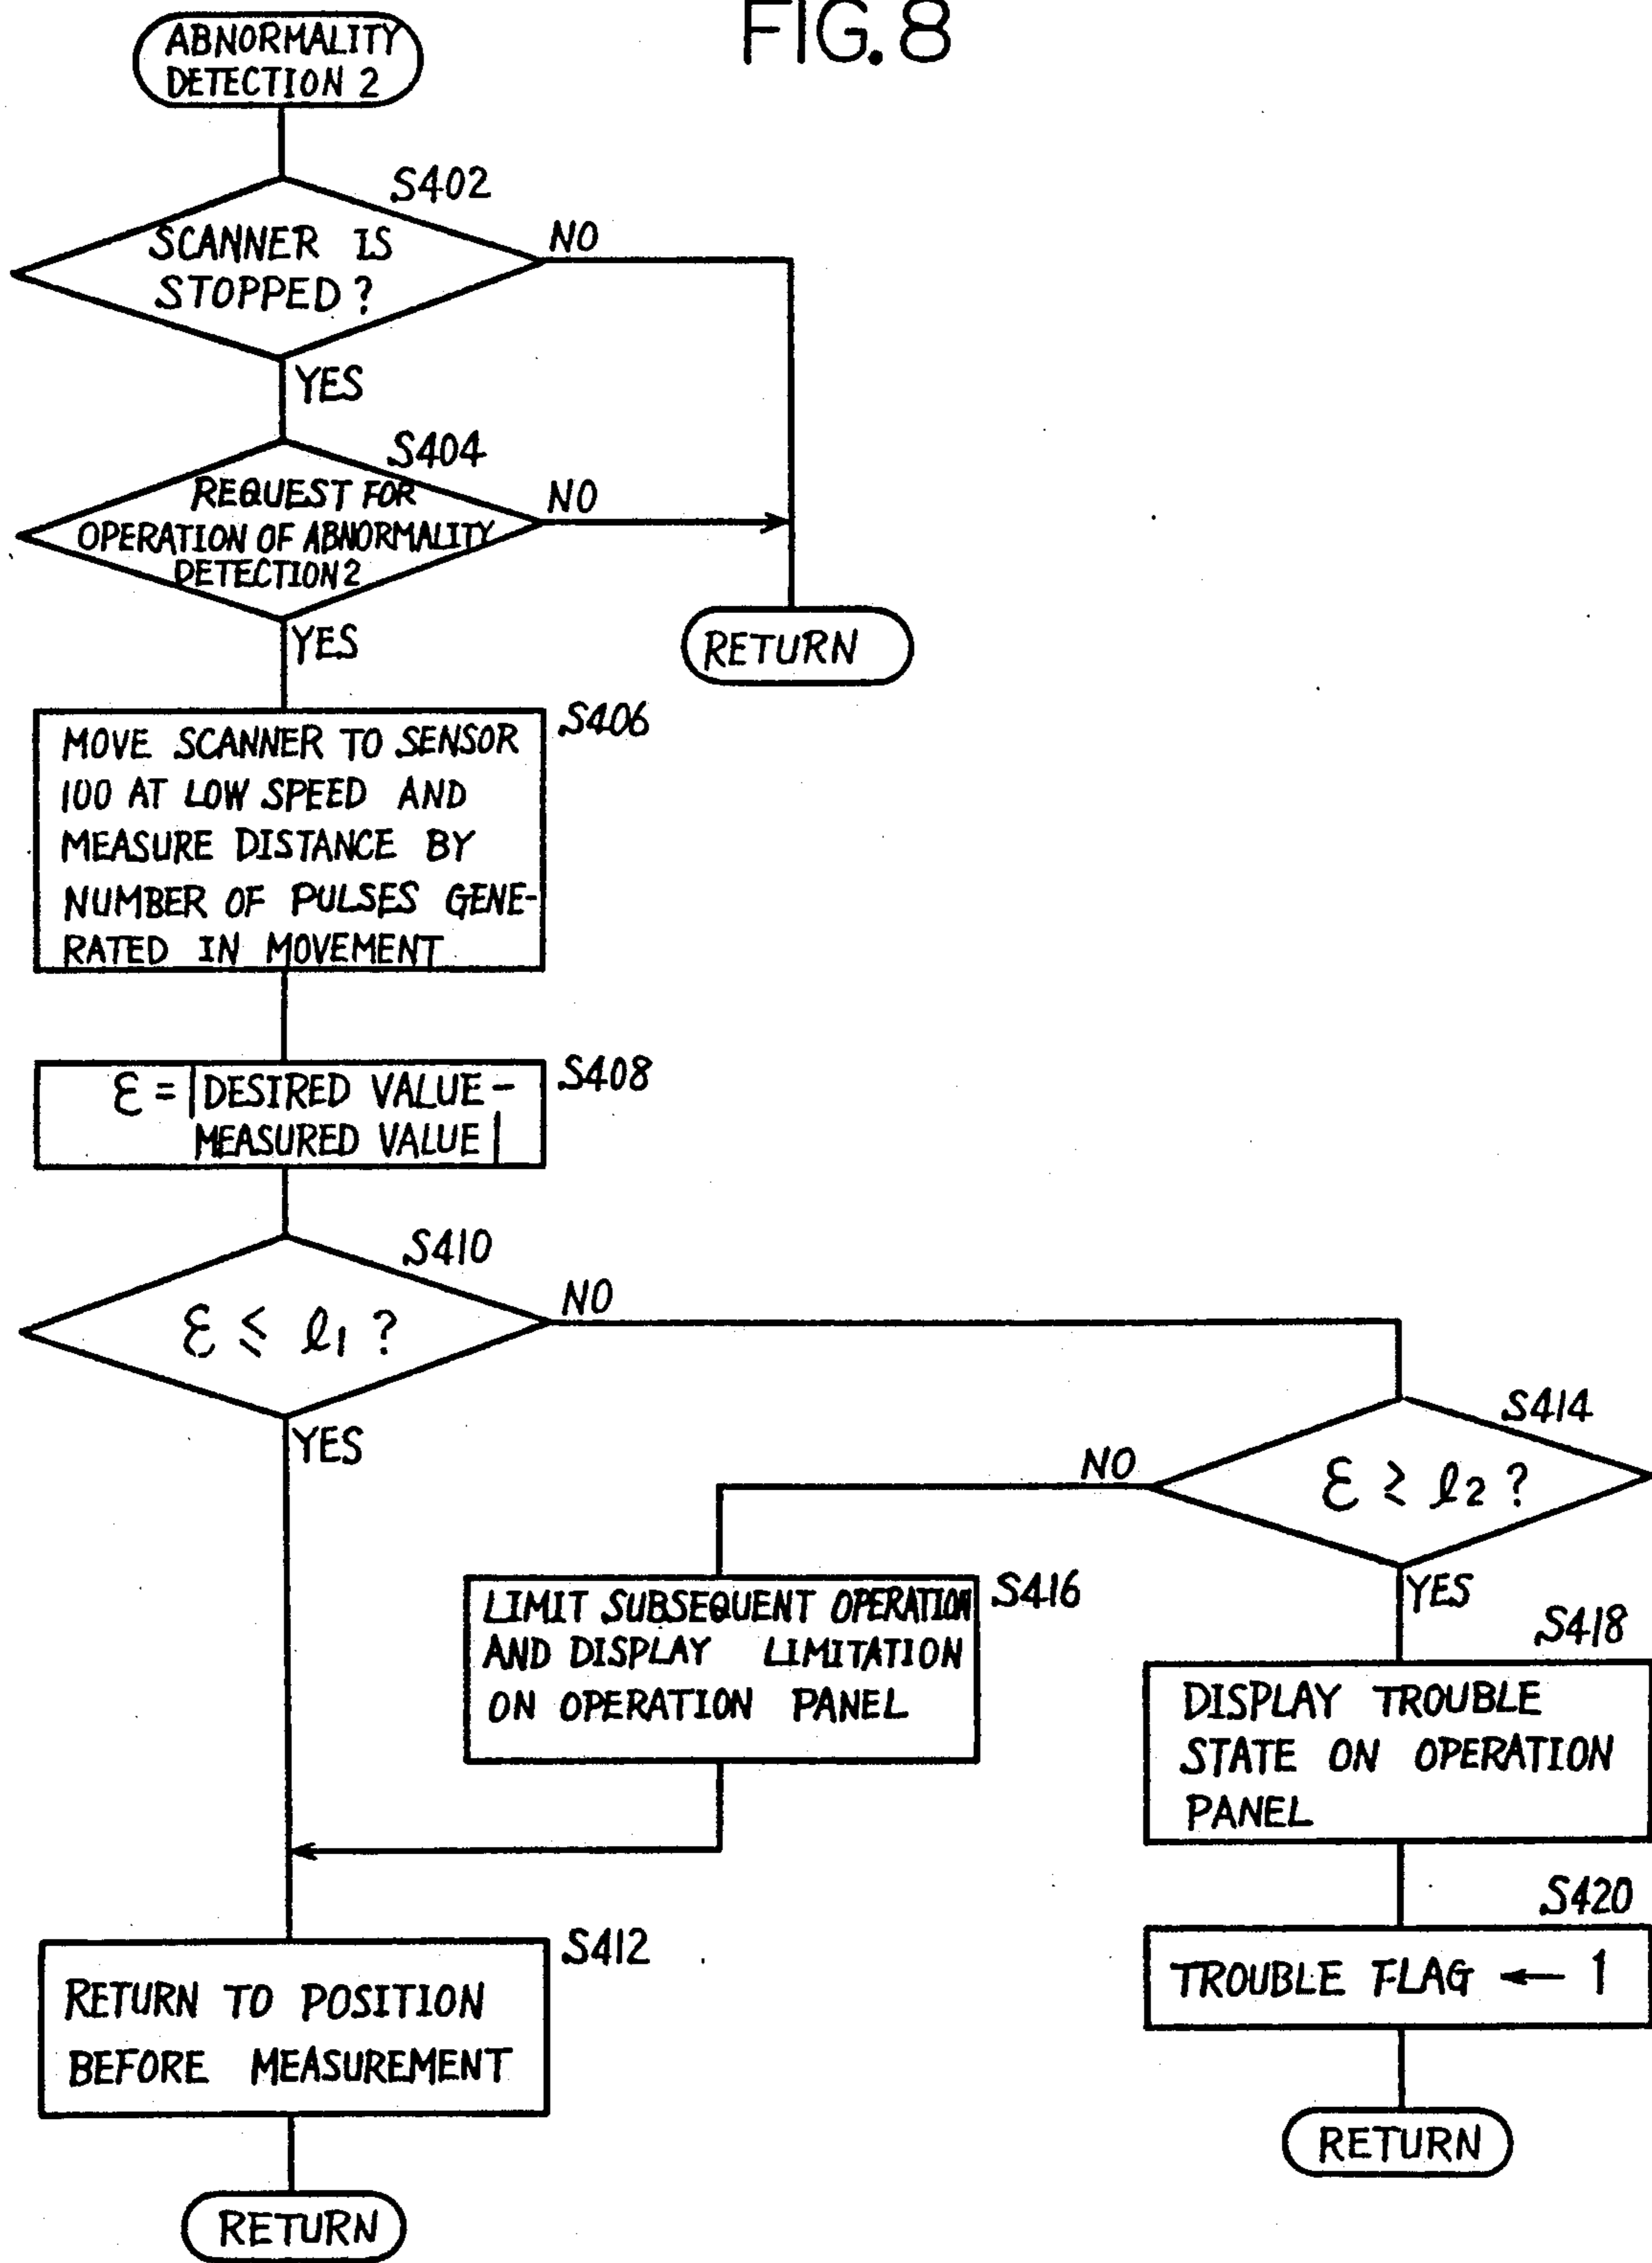 FIG. 8
ABNORMALITY
DETECTION 2
S402
SCANNER IS
STOPPED ?
NO
YES
S404
REQUEST FOR
OPERATION OF ABNORMALITY
DETECTION 2
NO
YES
RETURN
S406
MOVE SCANNER TO SENSOR
100 AT LOW SPEED AND
MEASURE DISTANCE BY
NUMBER OF PULSES GENE-
RATED IN MOVEMENT
S408
Ɛ = |DESIRED VALUE -
MEASURED VALUE|
S410
Ɛ ≤ ℓ1 ?
NO
YES
S414
Ɛ ≥ ℓ2 ?
NO
YES
S416
LIMIT SUBSEQUENT OPERATION
AND DISPLAY LIMITATION
ON OPERATION PANEL
S418
DISPLAY TROUBLE
STATE ON OPERATION
PANEL
S420
TROUBLE FLAG ← 1
RETURN
S412
RETURN TO POSITION
BEFORE MEASUREMENT
RETURN